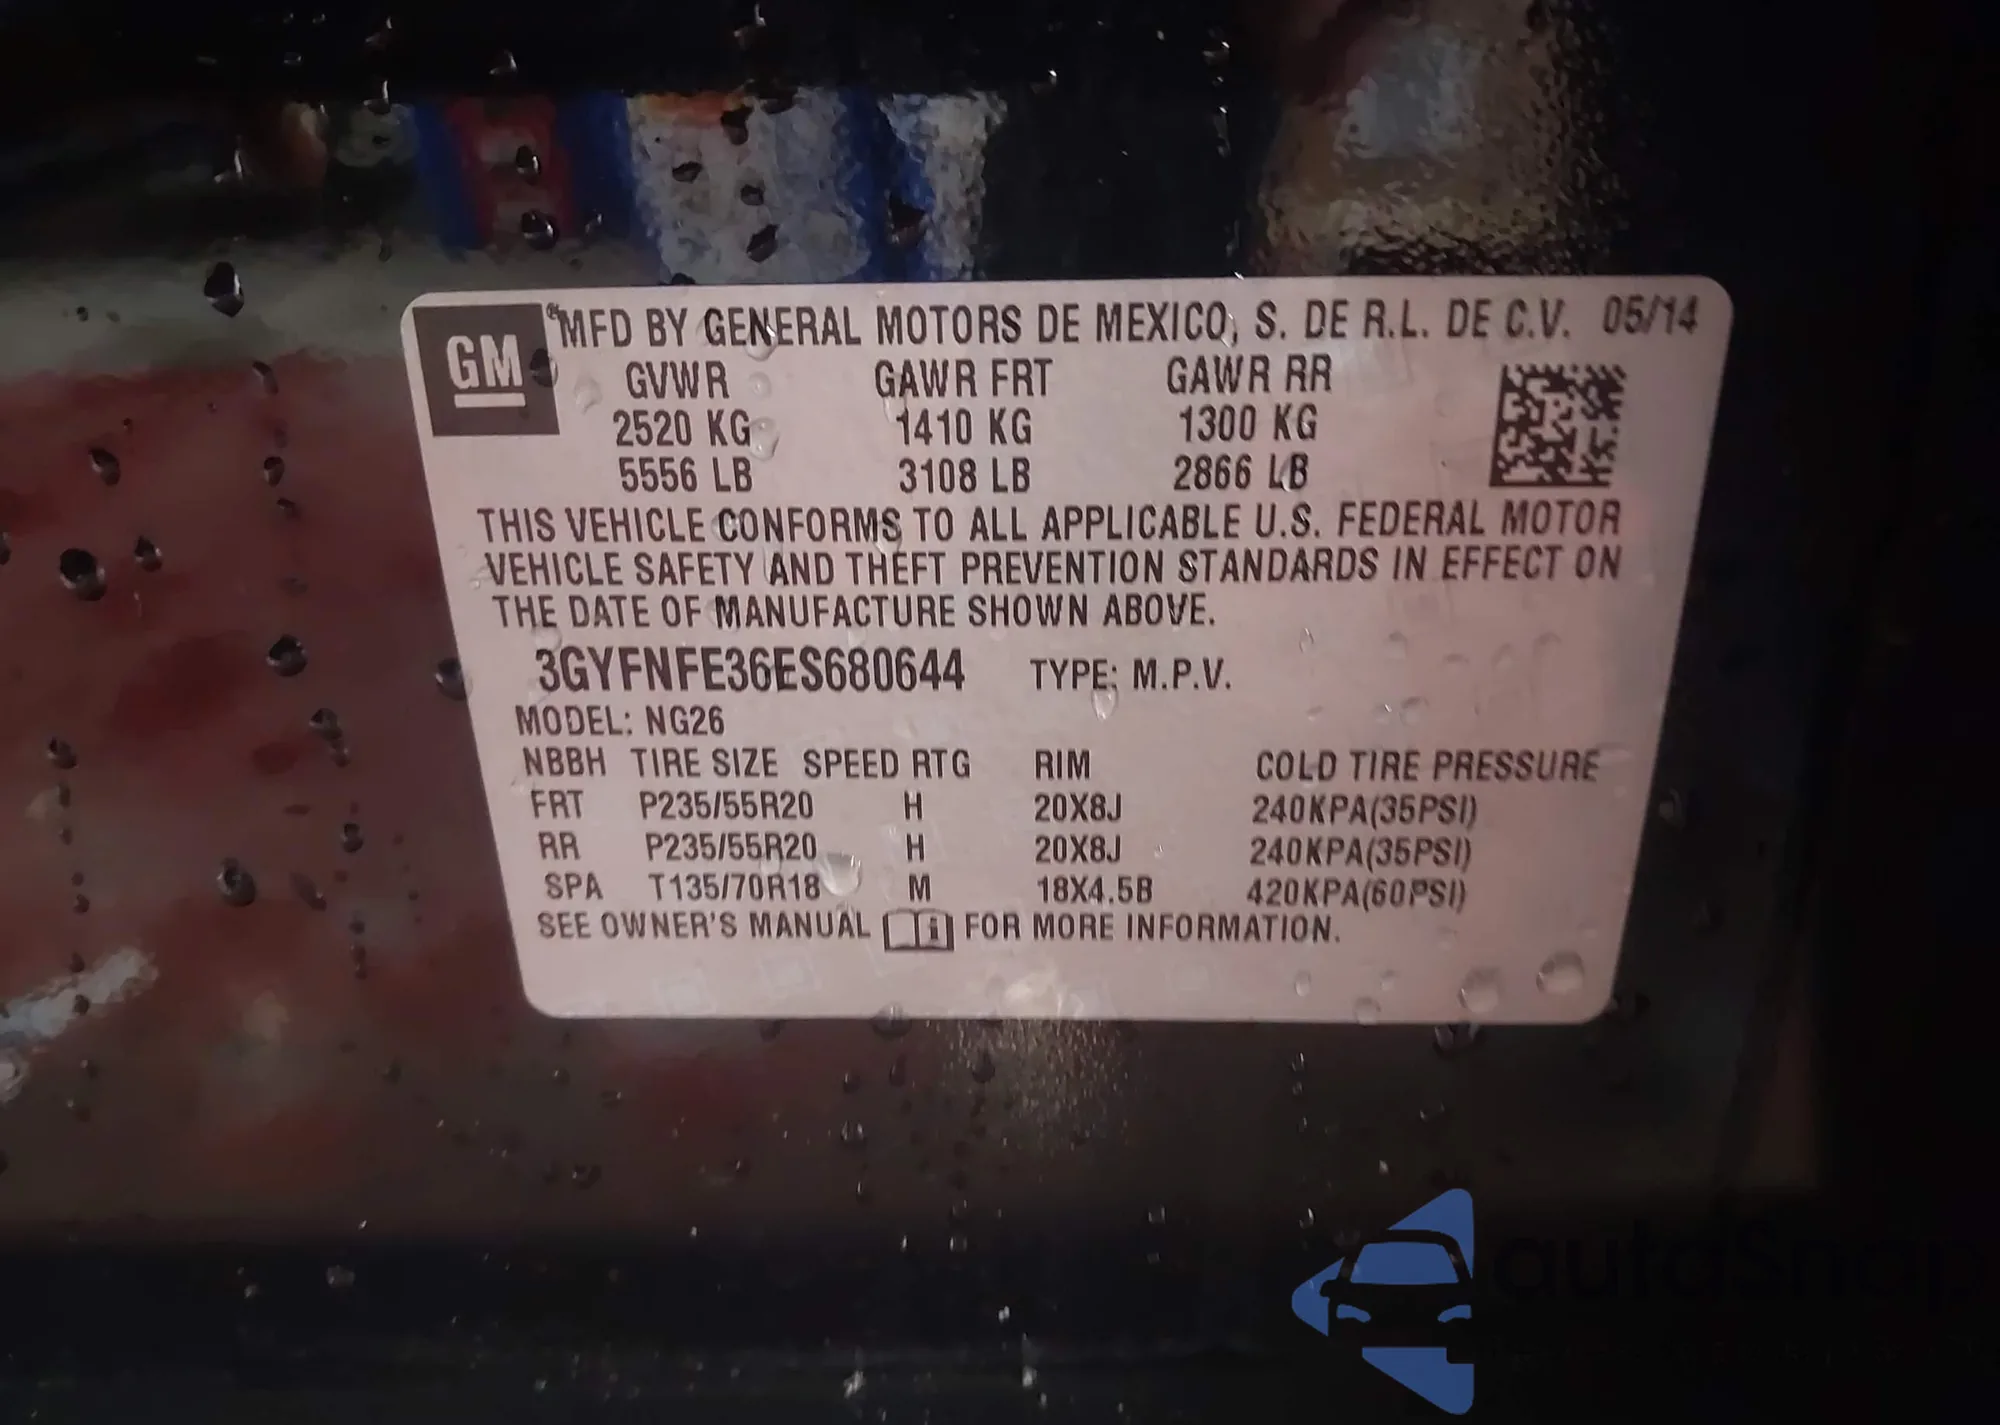 GM
® MFD BY GENERAL MOTORS DE MEXICO, S. DE R.L. DE C.V. 05/14
GVWR GAWR FRT GAWR RR
2520 KG 1410 KG 1300 KG
5556 LB 3108 LB 2866 LB
THIS VEHICLE CONFORMS TO ALL APPLICABLE U.S. FEDERAL MOTOR
VEHICLE SAFETY AND THEFT PREVENTION STANDARDS IN EFFECT ON
THE DATE OF MANUFACTURE SHOWN ABOVE.
3GYFNFE36ES680644 TYPE: M.P.V.
MODEL: NG26
NBBH TIRE SIZE SPEED RTG RIM COLD TIRE PRESSURE
FRT P235/55R20 H 20X8J 240KPA(35PSI)
RR P235/55R20 H 20X8J 240KPA(35PSI)
SPA T135/70R18 M 18X4.5B 420KPA(60PSI)
SEE OWNER'S MANUAL FOR MORE INFORMATION.
autoSnap